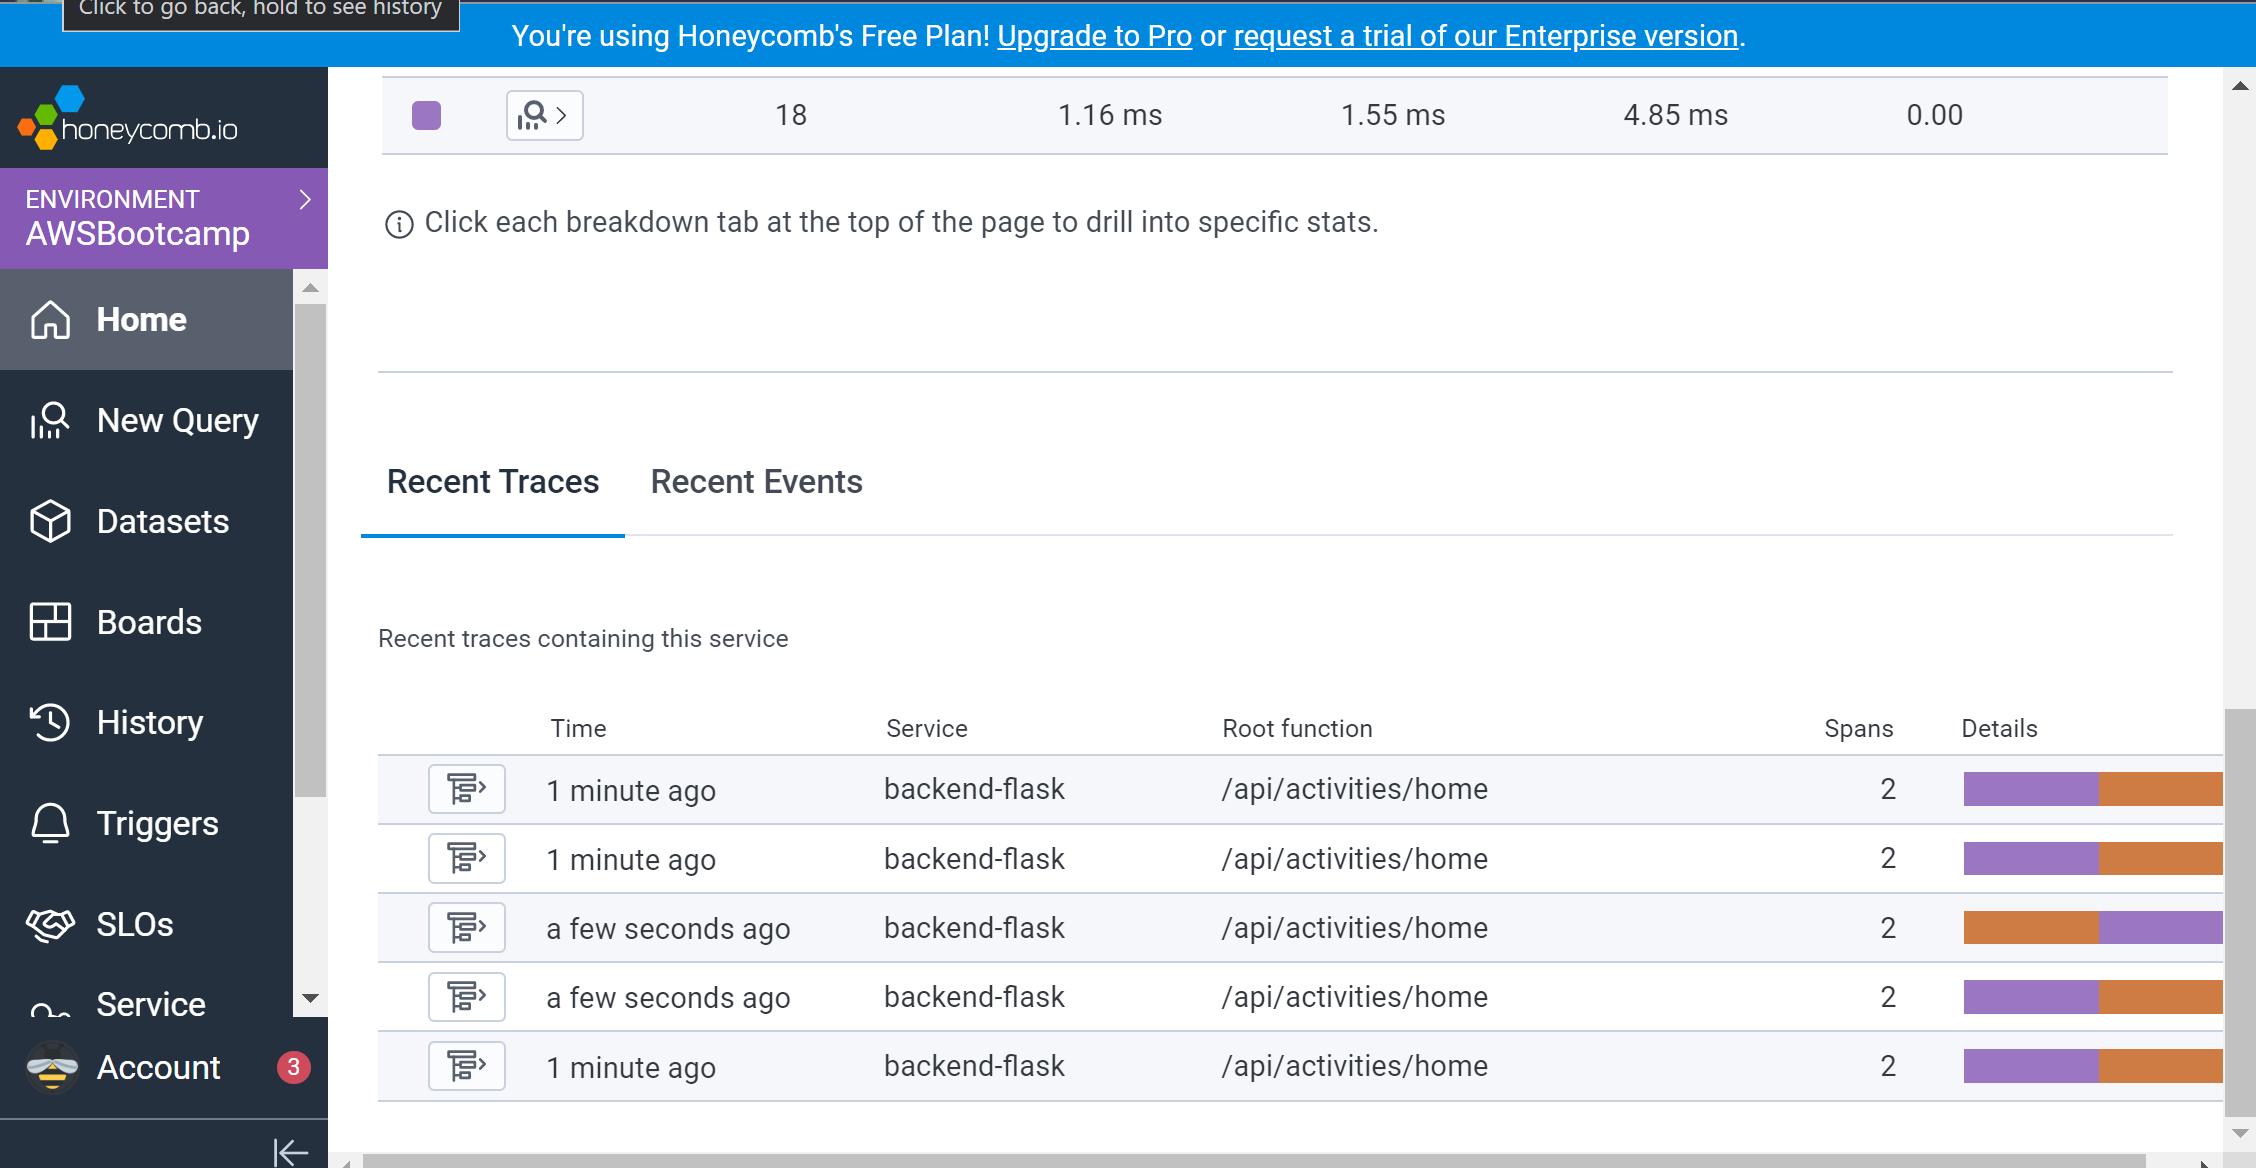 Click to go back, hold to see history
You're using Honeycomb's Free Plan! Upgrade to Pro or request a trial of our Enterprise version.
honeycomb.io
ENVIRONMENT
AWSBootcamp
Home
New Query
Datasets
Boards
History
Triggers
SLOs
Service
Account 3
18 1.16 ms 1.55 ms 4.85 ms 0.00
Click each breakdown tab at the top of the page to drill into specific stats.
Recent Traces Recent Events
Recent traces containing this service
Time Service Root function Spans Details
1 minute ago backend-flask /api/activities/home 2
1 minute ago backend-flask /api/activities/home 2
a few seconds ago backend-flask /api/activities/home 2
a few seconds ago backend-flask /api/activities/home 2
1 minute ago backend-flask /api/activities/home 2